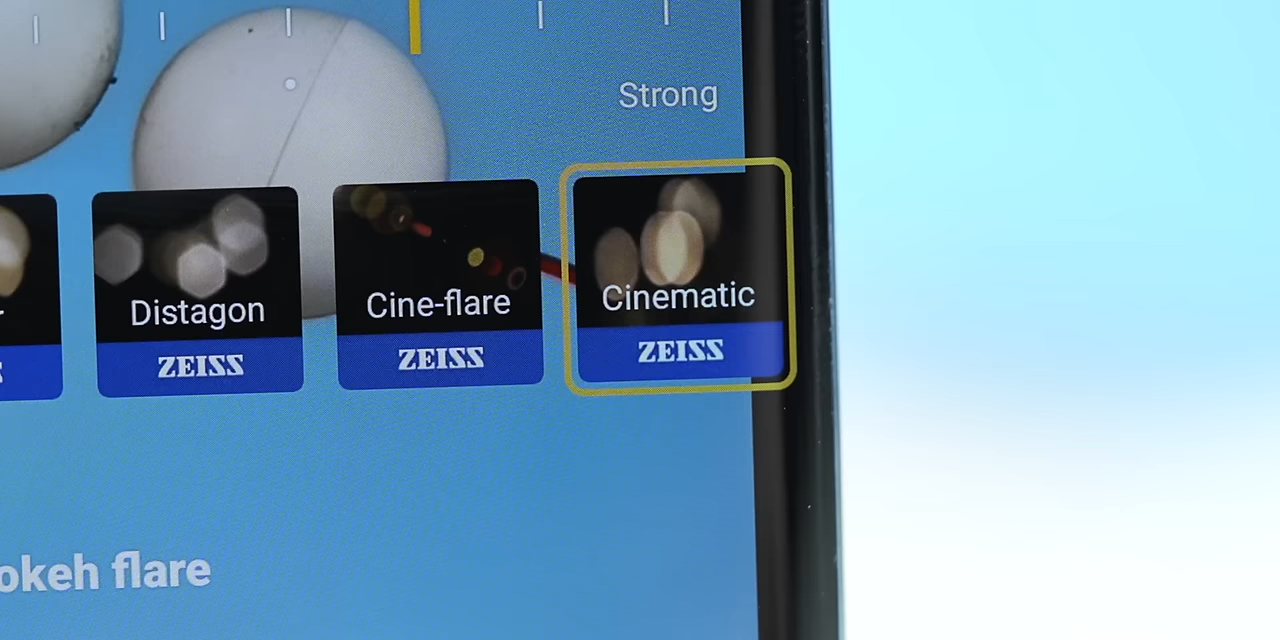 Strong
Distagon
ZEISS
Cine-flare
ZEISS
Cinematic
ZEISS
okeh flare